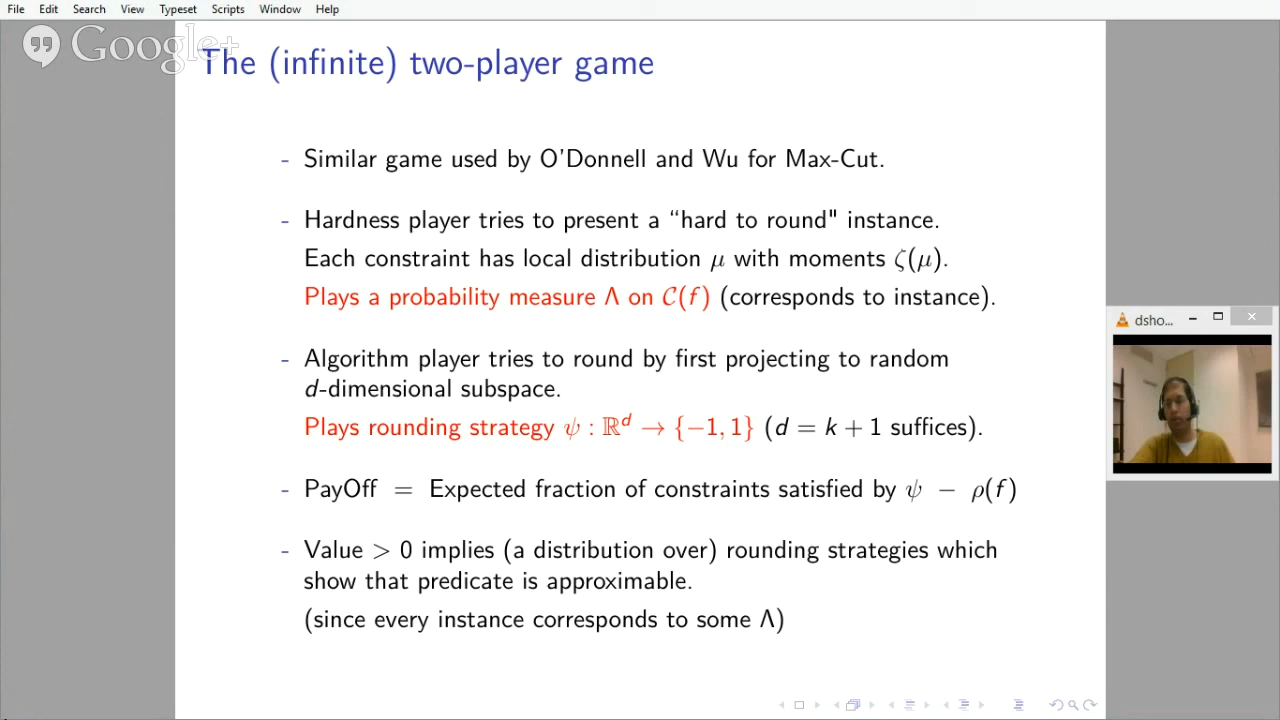 File Edit Search View Typeset Scripts Window Help
Google+
The (infinite) two-player game
- Similar game used by O'Donnell and Wu for Max-Cut.
- Hardness player tries to present a “hard to round" instance.
Each constraint has local distribution μ with moments ζ(μ).
Plays a probability measure Λ on C(f) (corresponds to instance).
- Algorithm player tries to round by first projecting to random
d-dimensional subspace.
Plays rounding strategy ψ : ℝᵈ → {−1, 1} (d = k + 1 suffices).
- PayOff = Expected fraction of constraints satisfied by ψ − ρ(f)
- Value > 0 implies (a distribution over) rounding strategies which
show that predicate is approximable.
(since every instance corresponds to some Λ)
dsho...